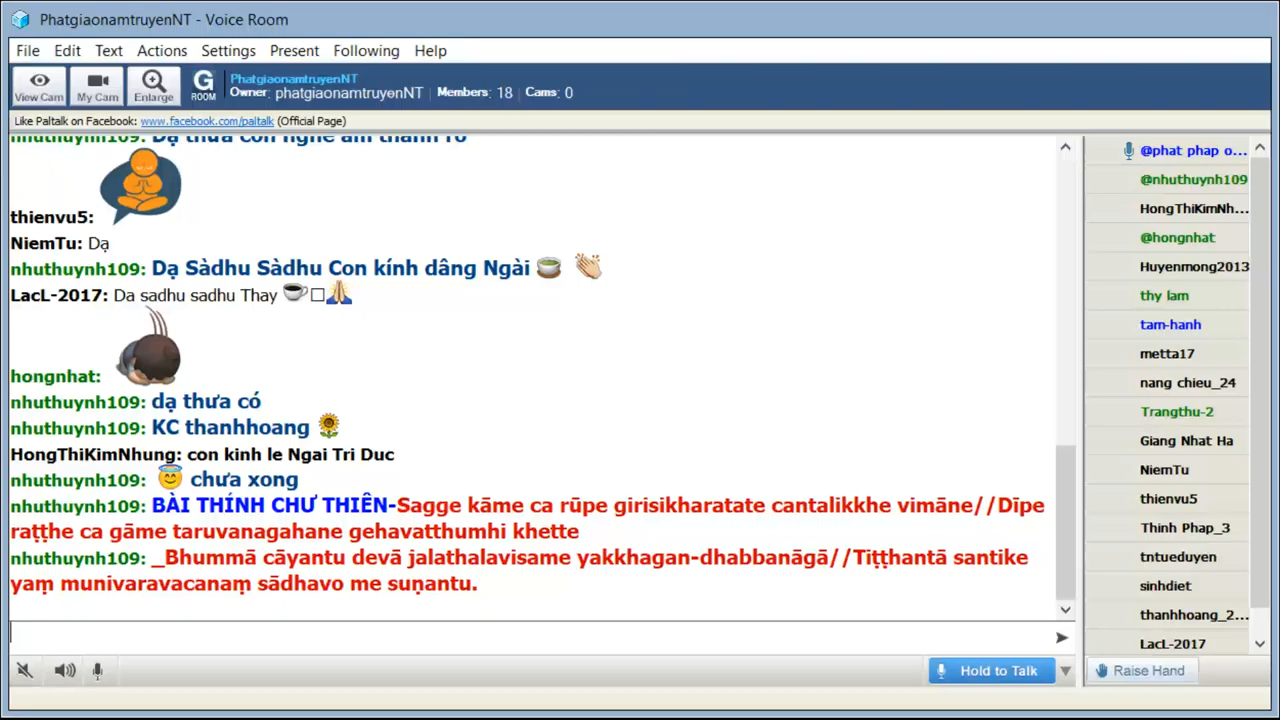 PhatgiaonamtruyenNT - Voice Room
File Edit Text Actions Settings Present Following Help
View Cam My Cam Enlarge G ROOM
PhatgiaonamtruyenNT
Owner: phatgiaonamtruyenNT Members: 18 Cams: 0
Like Paltalk on Facebook: www.facebook.com/paltalk (Official Page)
nhuthuynh109: Dạ thưa Con nghe âm thanh rõ
thienvu5:
NiemTu: Dạ
nhuthuynh109: Dạ Sàdhu Sàdhu Con kính dâng Ngài
LacL-2017: Da sadhu sadhu Thay
hongnhat:
nhuthuynh109: dạ thưa có
nhuthuynh109: KC thanhhoang
HongThiKimNhung: con kinh le Ngai Tri Duc
nhuthuynh109: chưa xong
nhuthuynh109: BÀI THÍNH CHƯ THIÊN-Sagge kāme ca rūpe girisikharatate cantalikkhe vimāne//Dīpe
raṭṭhe ca gāme taruvanagahane gehavatthumhi khette
nhuthuynh109: _Bhummā cāyantu devā jalathalavisame yakkhagan-dhabbanāgā//Tiṭṭhantā santike
yaṃ munivaravacanaṃ sādhavo me suṇantu.
@phat phap o...
@nhuthuynh109
HongThiKimNh...
@hongnhat
Huyenmong2013
thy lam
tam-hanh
metta17
nang chieu_24
Trangthu-2
Giang Nhat Ha
NiemTu
thienvu5
Thinh Phap_3
tntueduyen
sinhdiet
thanhhoang_2...
LacL-2017
Hold to Talk
Raise Hand